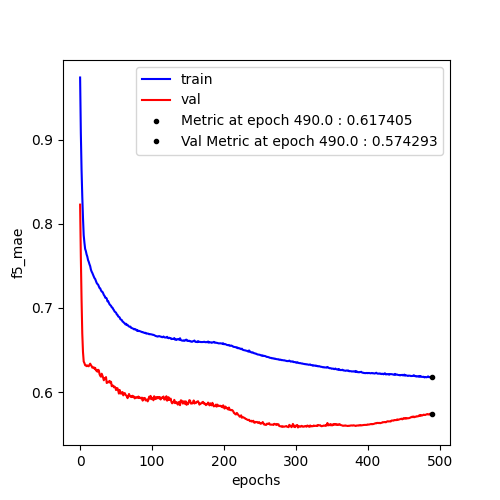 train
val
Metric at epoch 490.0 : 0.617405
Val Metric at epoch 490.0 : 0.574293
0.9
0.8
0.7
0.6
f5_mae
0 100 200 300 400 500
epochs